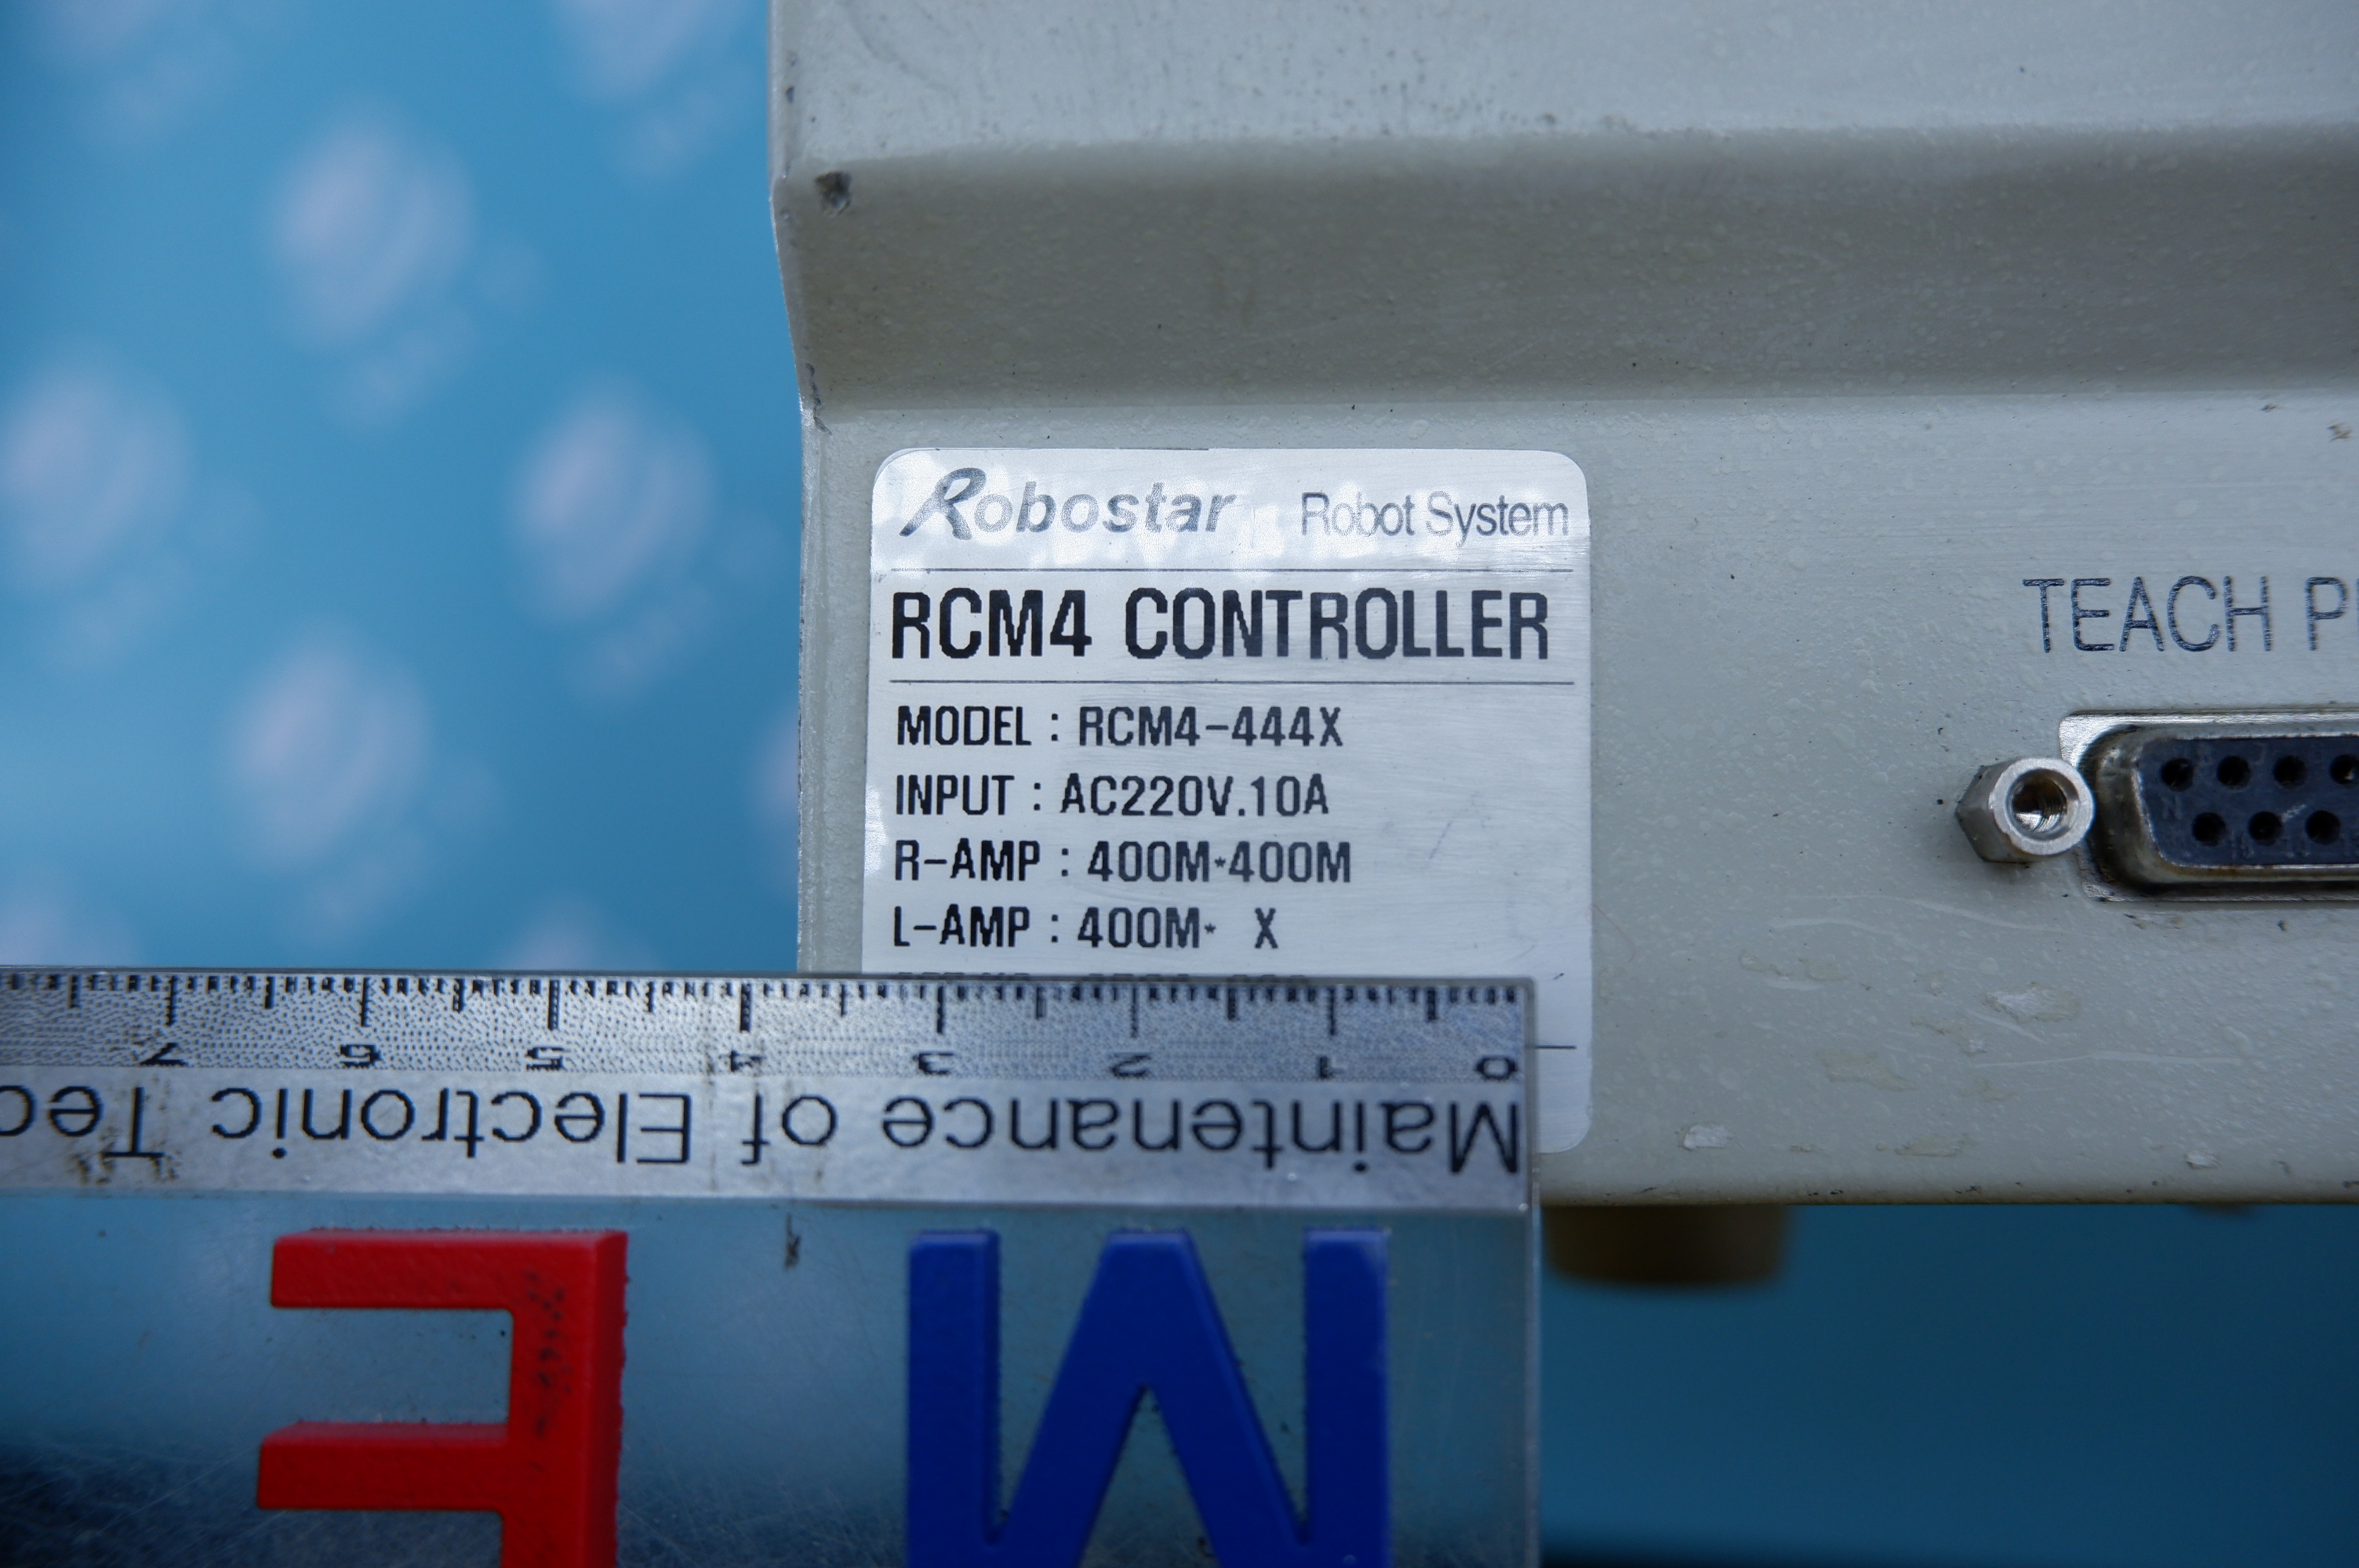 Robostar Robot System
RCM4 CONTROLLER
MODEL : RCM4-444X
INPUT : AC220V.10A
R-AMP : 400M*400M
L-AMP : 400M* X
TEACH
7 6 5 4 3 2 1 0
Maintenance of Electronic
M